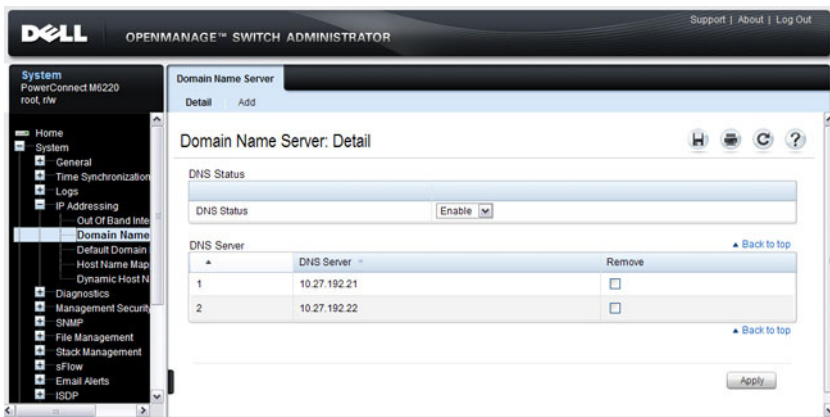 Support | About | Log Out
DELL OPENMANAGE™ SWITCH ADMINISTRATOR
System
PowerConnect M6220
root, r/w
Home
System
General
Time Synchronization
Logs
IP Addressing
Out Of Band Inte
Domain Name
Default Domain
Host Name Map
Dynamic Host N
Diagnostics
Management Security
SNMP
File Management
Stack Management
sFlow
Email Alerts
ISDP
Domain Name Server
Detail Add
Domain Name Server: Detail
DNS Status
DNS Status Enable
DNS Server
Back to top
DNS Server Remove
1 10.27.192.21
2 10.27.192.22
Back to top
Apply